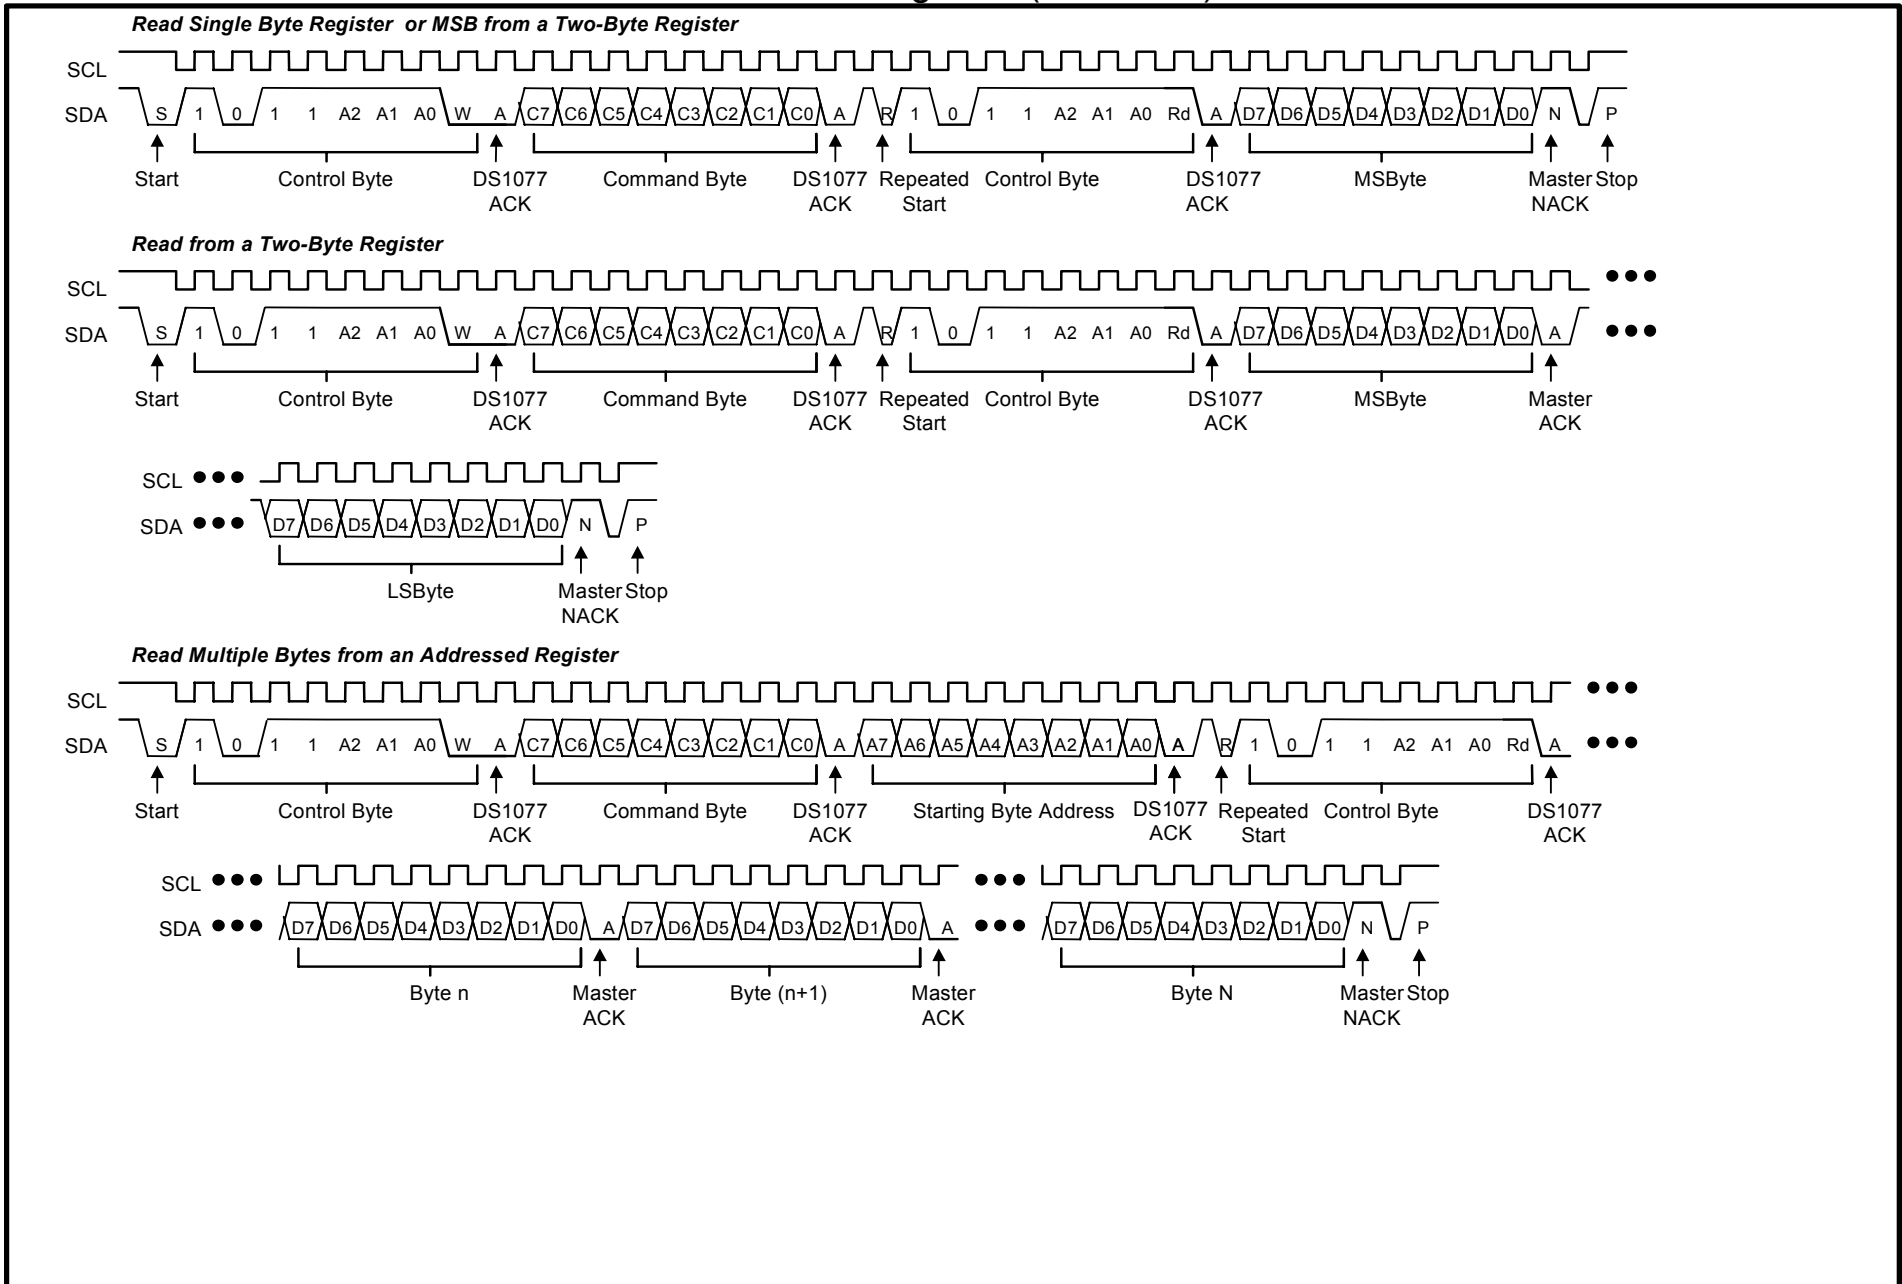 Read Single Byte Register or MSB from a Two-Byte Register
SCL
SDA S 1 0 1 1 A2 A1 A0 W A C7 C6 C5 C4 C3 C2 C1 C0 A R 1 0 1 1 A2 A1 A0 Rd A D7 D6 D5 D4 D3 D2 D1 D0 N P
Start Control Byte DS1077 Command Byte DS1077 Repeated Control Byte DS1077 MSByte Master Stop
ACK ACK Start ACK NACK
Read from a Two-Byte Register
SCL
SDA S 1 0 1 1 A2 A1 A0 W A C7 C6 C5 C4 C3 C2 C1 C0 A R 1 0 1 1 A2 A1 A0 Rd A D7 D6 D5 D4 D3 D2 D1 D0 A
Start Control Byte DS1077 Command Byte DS1077 Repeated Control Byte DS1077 MSByte Master
ACK ACK Start ACK ACK
SCL
SDA D7 D6 D5 D4 D3 D2 D1 D0 N P
LSByte Master Stop
NACK
Read Multiple Bytes from an Addressed Register
SCL
SDA S 1 0 1 1 A2 A1 A0 W A C7 C6 C5 C4 C3 C2 C1 C0 A A7 A6 A5 A4 A3 A2 A1 A0 A R 1 0 1 1 A2 A1 A0 Rd A
Start Control Byte DS1077 Command Byte DS1077 Starting Byte Address DS1077 Repeated Control Byte DS1077
ACK ACK ACK Start ACK
SCL
SDA D7 D6 D5 D4 D3 D2 D1 D0 A D7 D6 D5 D4 D3 D2 D1 D0 A D7 D6 D5 D4 D3 D2 D1 D0 N P
Byte n Master Byte (n+1) Master Byte N Master Stop
ACK ACK NACK